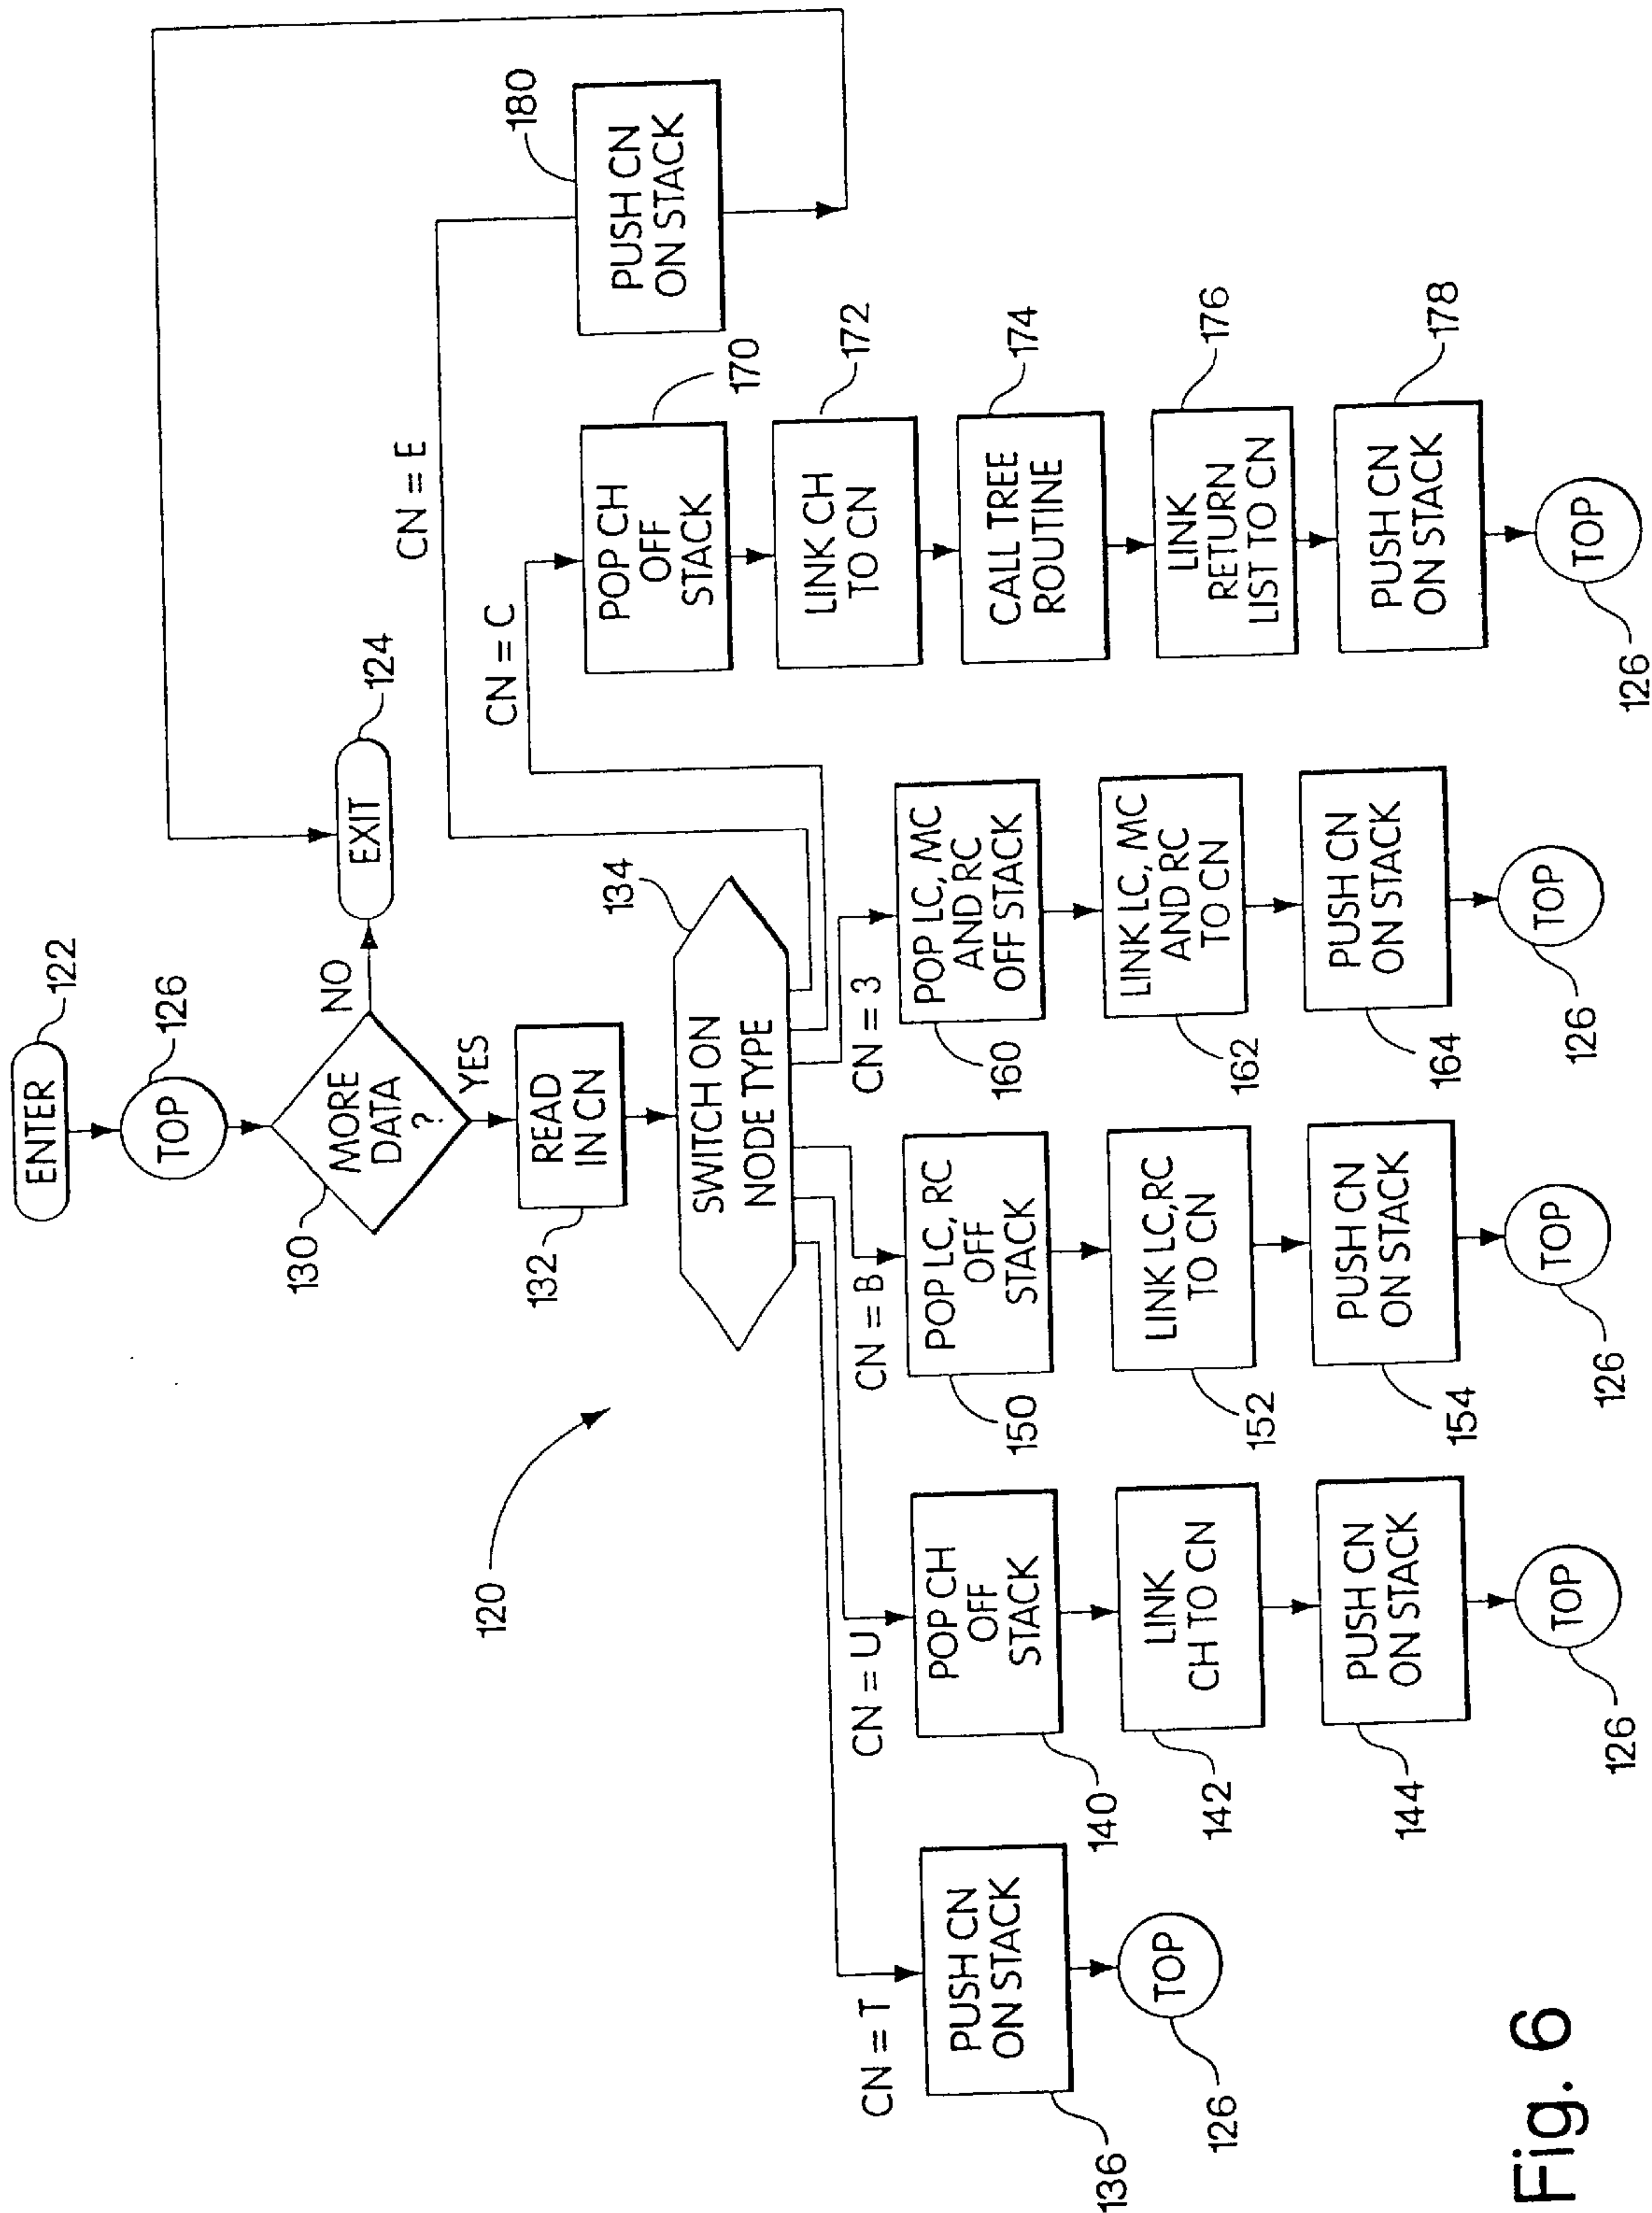 ENTER
122
TOP
126
130
MORE
DATA
?
NO
EXIT
124
YES
132
READ
IN CN
134
SWITCH ON
NODE TYPE
120
CN = T
PUSH CN
ON STACK
136
TOP
126
CN = U
POP CH
OFF
STACK
140
LINK
CH TO CN
142
PUSH CN
ON STACK
144
TOP
126
CN = B
POP LC, RC
OFF
STACK
150
LINK LC,RC
TO CN
152
PUSH CN
ON STACK
154
TOP
126
CN = 3
POP LC, MC
AND RC
OFF STACK
160
LINK LC, MC
AND RC
TO CN
162
PUSH CN
ON STACK
164
TOP
126
CN = C
POP CH
OFF
STACK
170
LINK CH
TO CN
172
CALL TREE
ROUTINE
174
LINK
RETURN
LIST TO CN
176
PUSH CN
ON STACK
178
TOP
126
CN = E
PUSH CN
ON STACK
180
Fig. 6